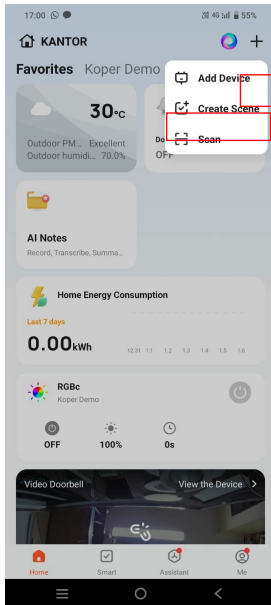 17:00 4G 55%
KANTOR
Favorites Koper Demo
Add Device
Create Scene
Scan
30°C
Outdoor PM... Excellent
Outdoor humidi... 70.0%
Do
OFF
AI Notes
Record, Transcribe, Summa...
Home Energy Consumption
Last 7 days
0.00kWh
12.31 1.1 1.2 1.3 1.4 1.5 1.6
RGBc
Koper Demo
OFF 100% 0s
Video Doorbell View the Device
Home Smart Assistant Me